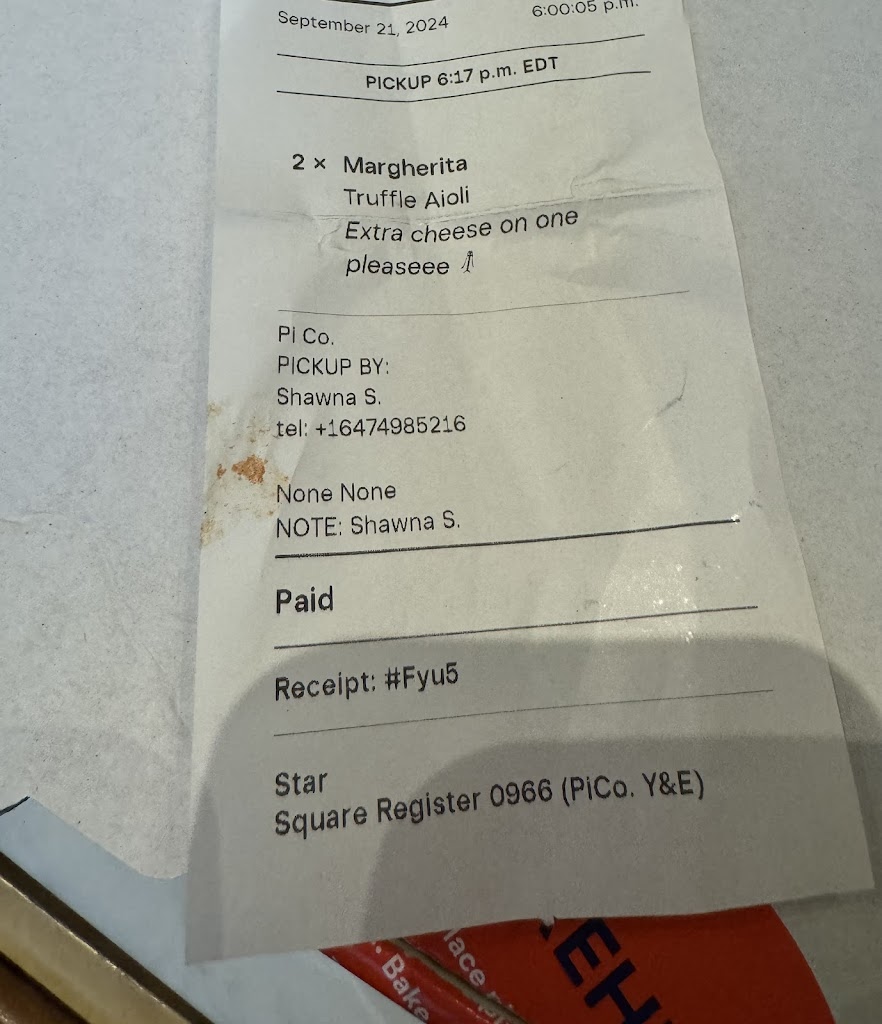 September 21, 2024 6:00:05 p.m.
PICKUP 6:17 p.m. EDT
2 × Margherita
Truffle Aioli
Extra cheese on one
pleaseee
Pi Co.
PICKUP BY:
Shawna S.
tel: +16474985216
None None
NOTE: Shawna S.
Paid
Receipt: #Fyu5
Star
Square Register 0966 (PiCo. Y&E)
. Bake
EH